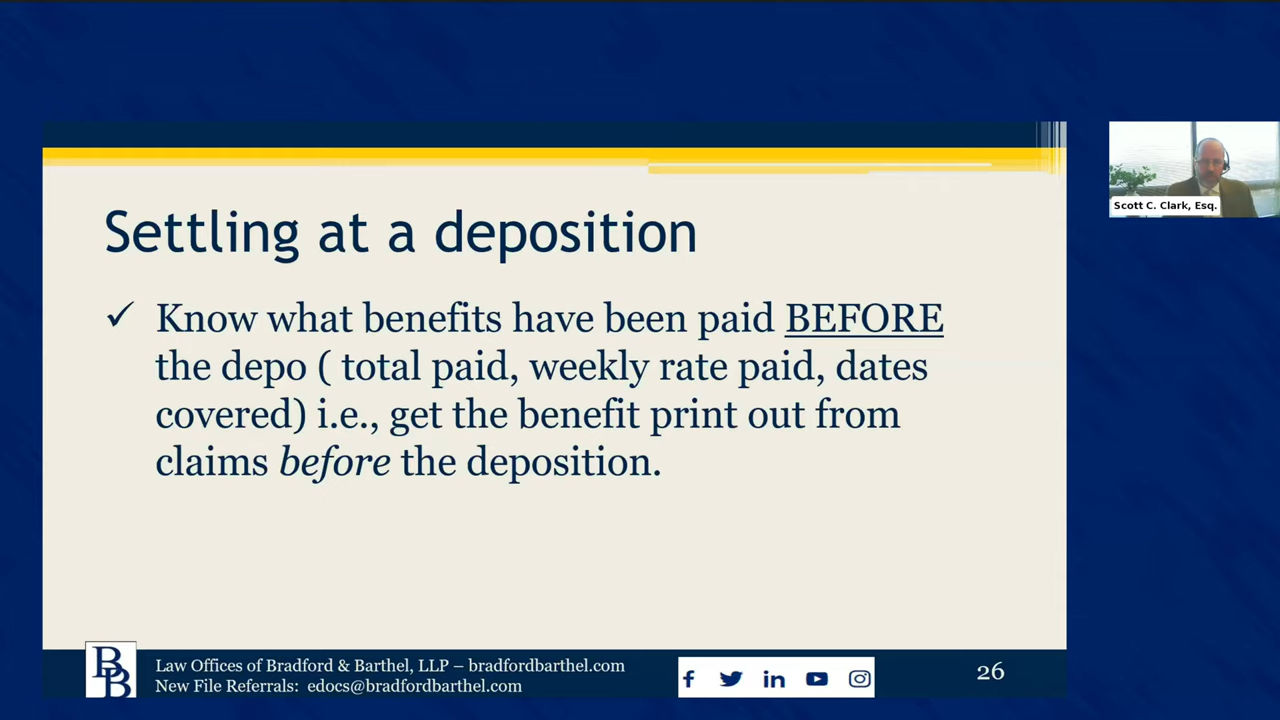 Settling at a deposition
✓ Know what benefits have been paid BEFORE
the depo ( total paid, weekly rate paid, dates
covered) i.e., get the benefit print out from
claims before the deposition.
Scott C. Clark, Esq.
BB
Law Offices of Bradford & Barthel, LLP – bradfordbarthel.com
New File Referrals: edocs@bradfordbarthel.com
26